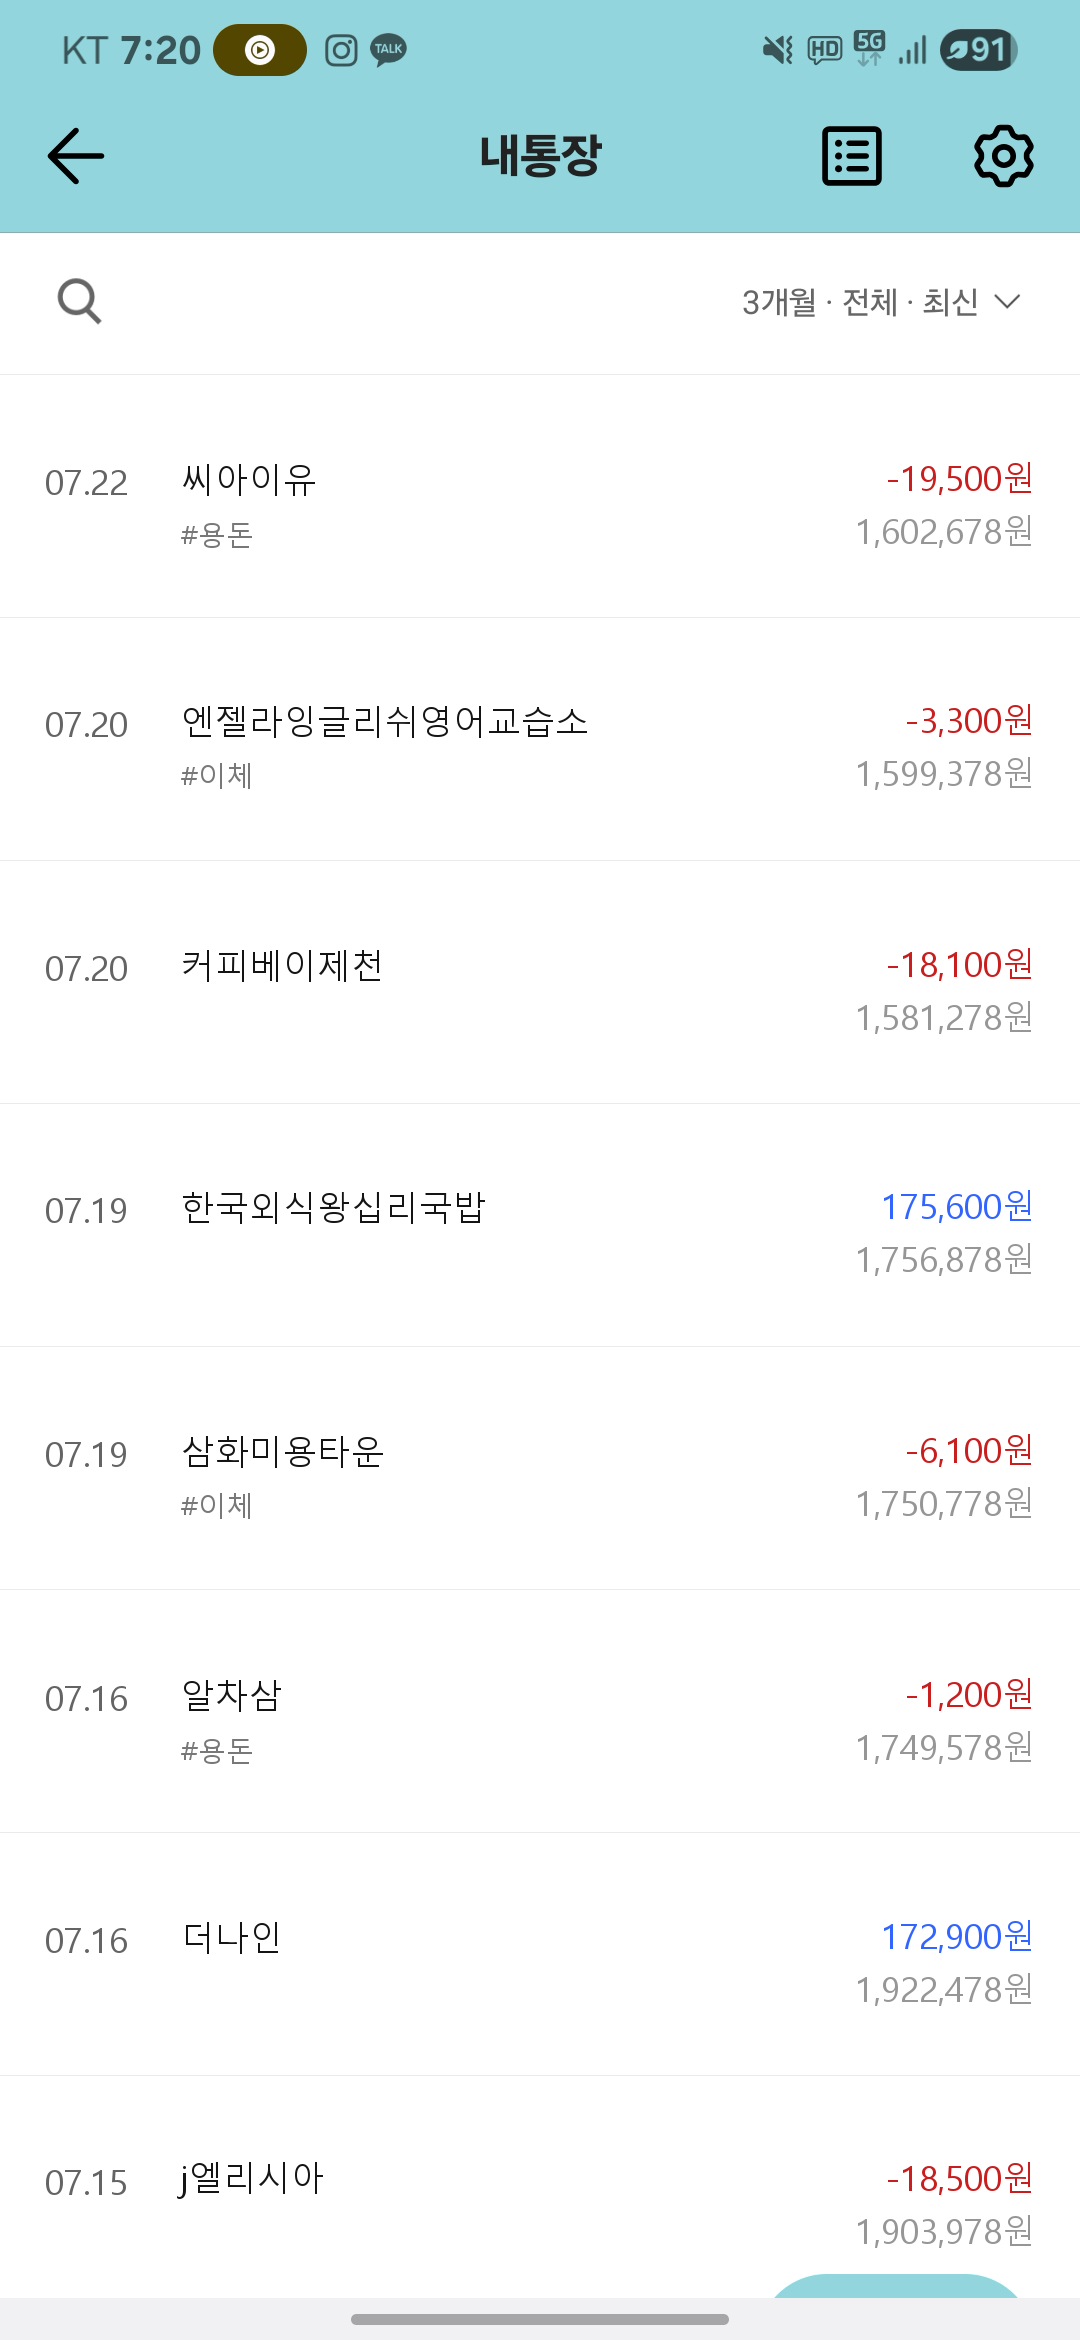 KT 7:20 TALK HD 5G 91
내통장
3개월 · 전체 · 최신
07.22 씨아이유 -19,500원
#용돈 1,602,678원
07.20 엔젤라잉글리쉬영어교습소 -3,300원
#이체 1,599,378원
07.20 커피베이제천 -18,100원
1,581,278원
07.19 한국외식왕십리국밥 175,600원
1,756,878원
07.19 삼화미용타운 -6,100원
#이체 1,750,778원
07.16 알차삼 -1,200원
#용돈 1,749,578원
07.16 더나인 172,900원
1,922,478원
07.15 j엘리시아 -18,500원
1,903,978원